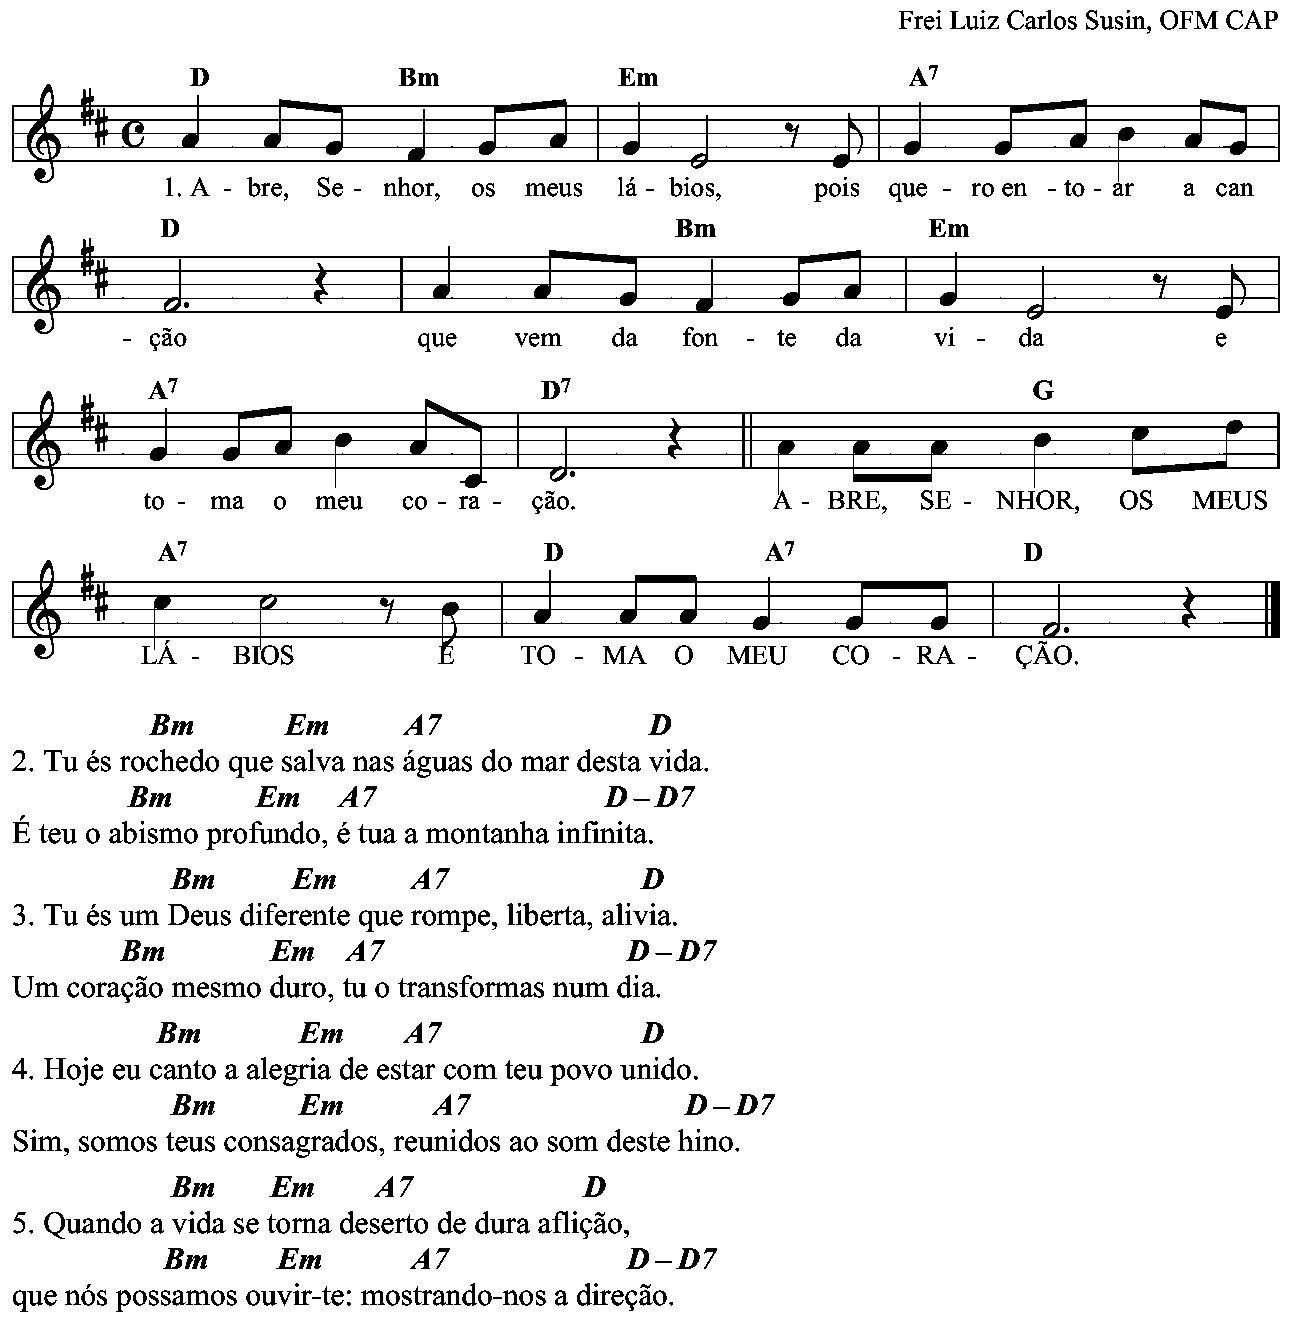 Frei Luiz Carlos Susin, OFM CAP
D Bm Em A7
1. A - bre, Se - nhor, os meus lá - bios, pois que - ro en - to - ar a can
D Bm Em
- ção que vem da fon - te da vi - da e
A7 D7 G
to - ma o meu co - ra - ção. A - BRE, SE - NHOR, OS MEUS
A7 D A7 D
LÁ - BIOS E TO - MA O MEU CO - RA - ÇÃO.
Bm Em A7 D
2. Tu és rochedo que salva nas águas do mar desta vida.
Bm Em A7 D – D7
É teu o abismo profundo, é tua a montanha infinita.
Bm Em A7 D
3. Tu és um Deus diferente que rompe, liberta, alivia.
Bm Em A7 D – D7
Um coração mesmo duro, tu o transformas num dia.
Bm Em A7 D
4. Hoje eu canto a alegria de estar com teu povo unido.
Bm Em A7 D – D7
Sim, somos teus consagrados, reunidos ao som deste hino.
Bm Em A7 D
5. Quando a vida se torna deserto de dura aflição,
Bm Em A7 D – D7
que nós possamos ouvir-te: mostrando-nos a direção.